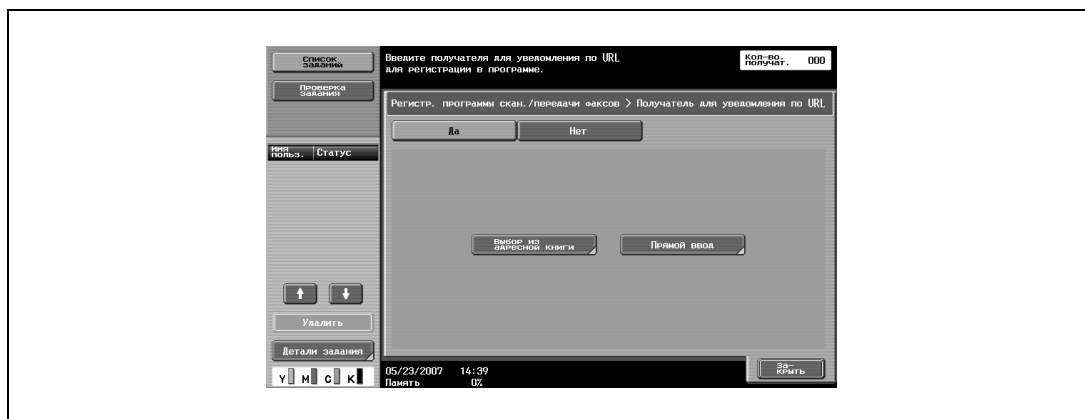 Список
задания
Проверка
задания
Имя
польз.
Статус
Удалить
Детали задания
Y M C K
Введите получателя для уведомления по URL
для регистрации в программе.
Кол-во.
получат.
000
Регистр. программы скан./передачи факсов > Получатель для уведомления по URL
Да
Нет
Выбор из
адресной книги
Прямой ввод
05/23/2007 14:39
Память 0%
За-
крыть